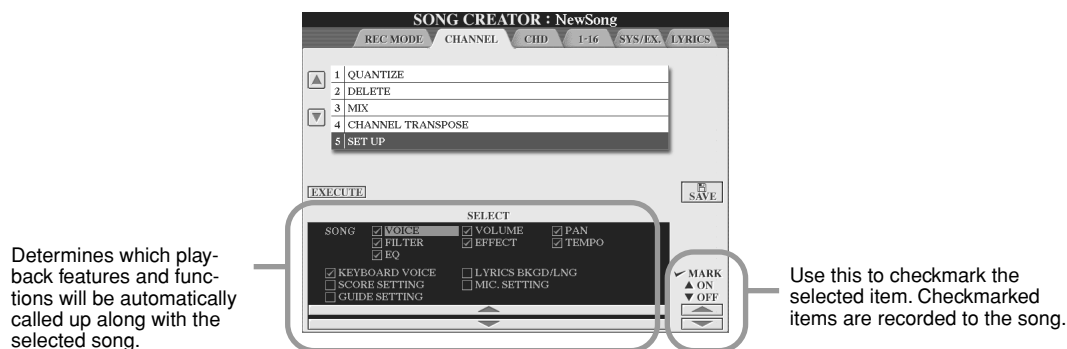 SONG CREATOR : NewSong
REC MODE CHANNEL CHD 1-16 SYS/EX. LYRICS
1 QUANTIZE
2 DELETE
3 MIX
4 CHANNEL TRANSPOSE
5 SET UP
EXECUTE
SAVE
SELECT
SONG VOICE VOLUME PAN
FILTER EFFECT TEMPO
EQ
KEYBOARD VOICE LYRICS BKGD/LNG
SCORE SETTING MIC. SETTING
GUIDE SETTING
MARK
▲ ON
▼ OFF
Determines which play-
back features and func-
tions will be automatically
called up along with the
selected song.
Use this to checkmark the
selected item. Checkmarked
items are recorded to the song.